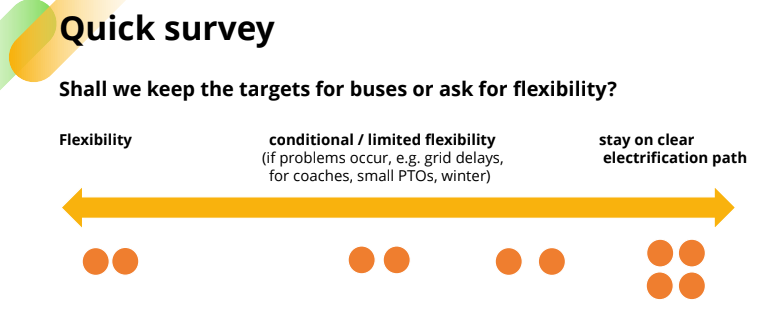 Quick survey
Shall we keep the targets for buses or ask for flexibility?
Flexibility
conditional / limited flexibility
(if problems occur, e.g. grid delays,
for coaches, small PTOs, winter)
stay on clear
electrification path